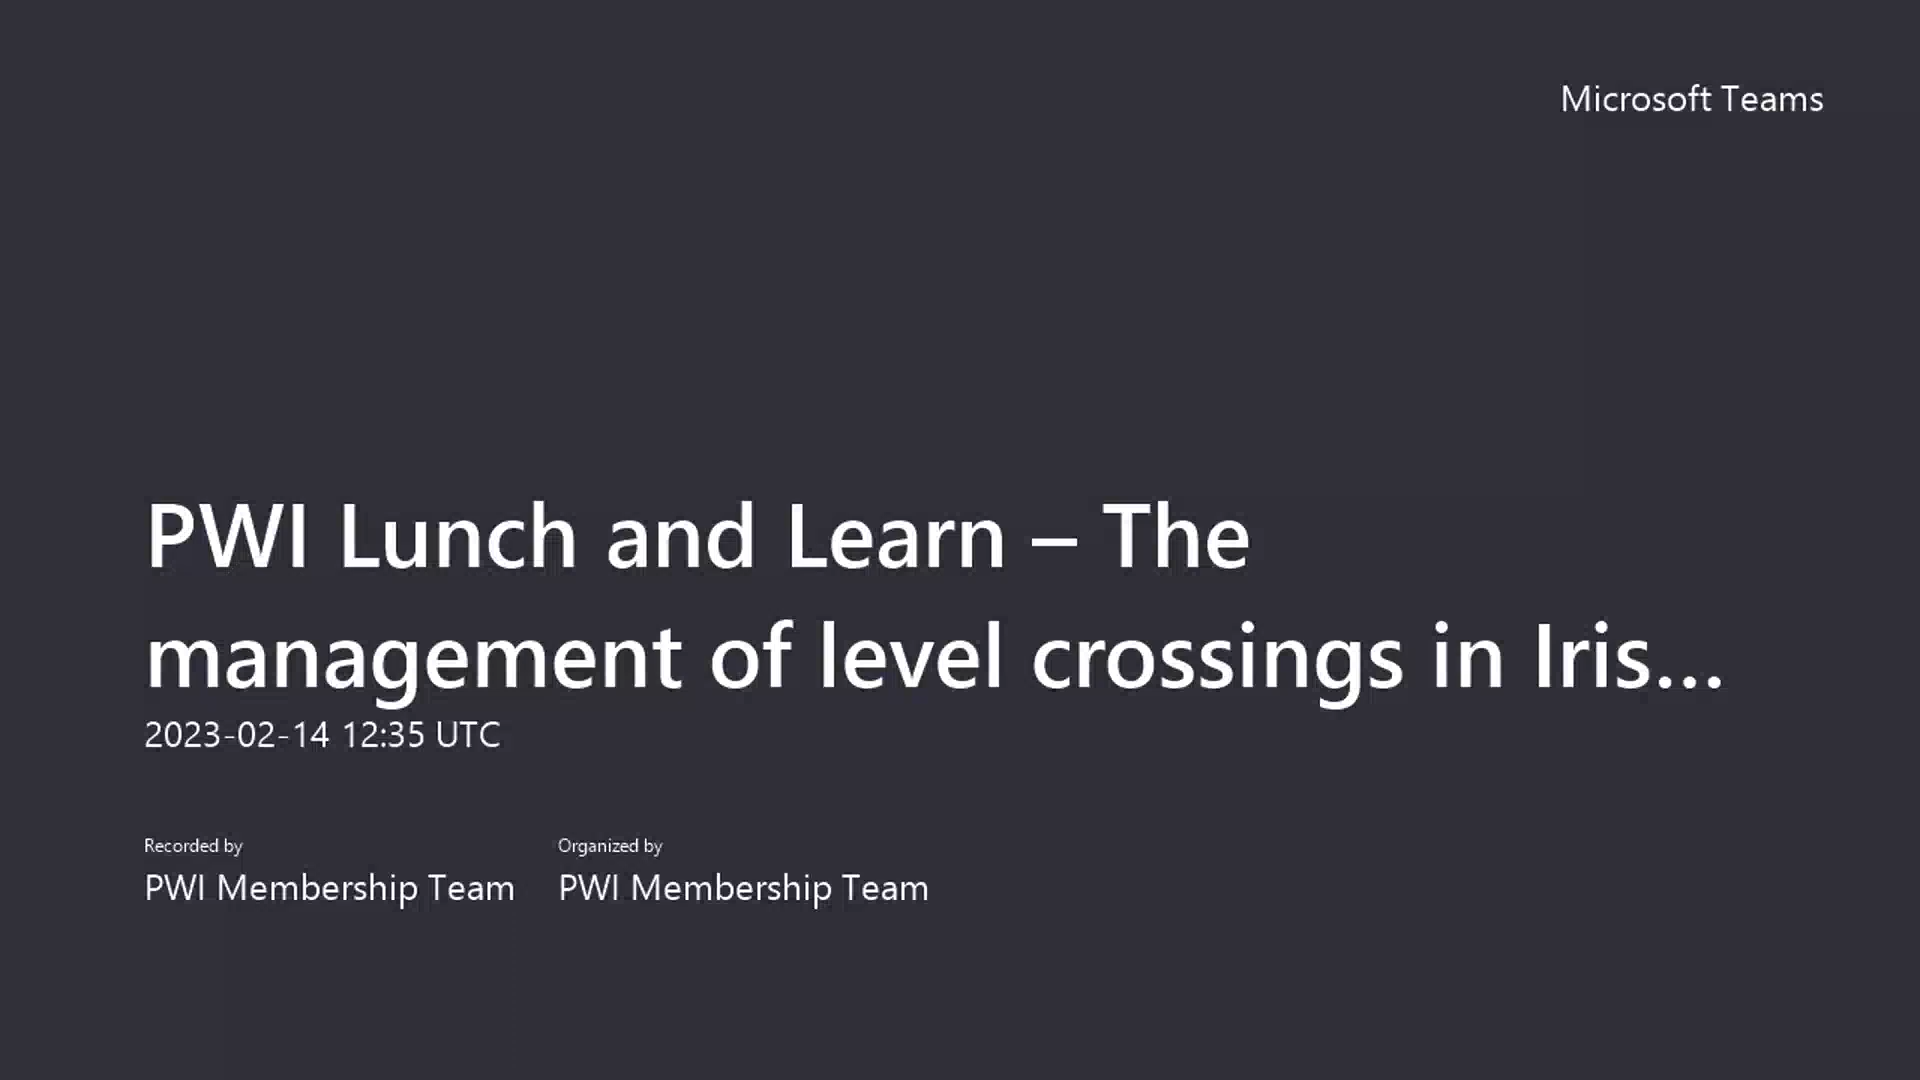 Microsoft Teams
PWI Lunch and Learn – The
management of level crossings in Iris...
2023-02-14 12:35 UTC
Recorded by
Organized by
PWI Membership Team
PWI Membership Team